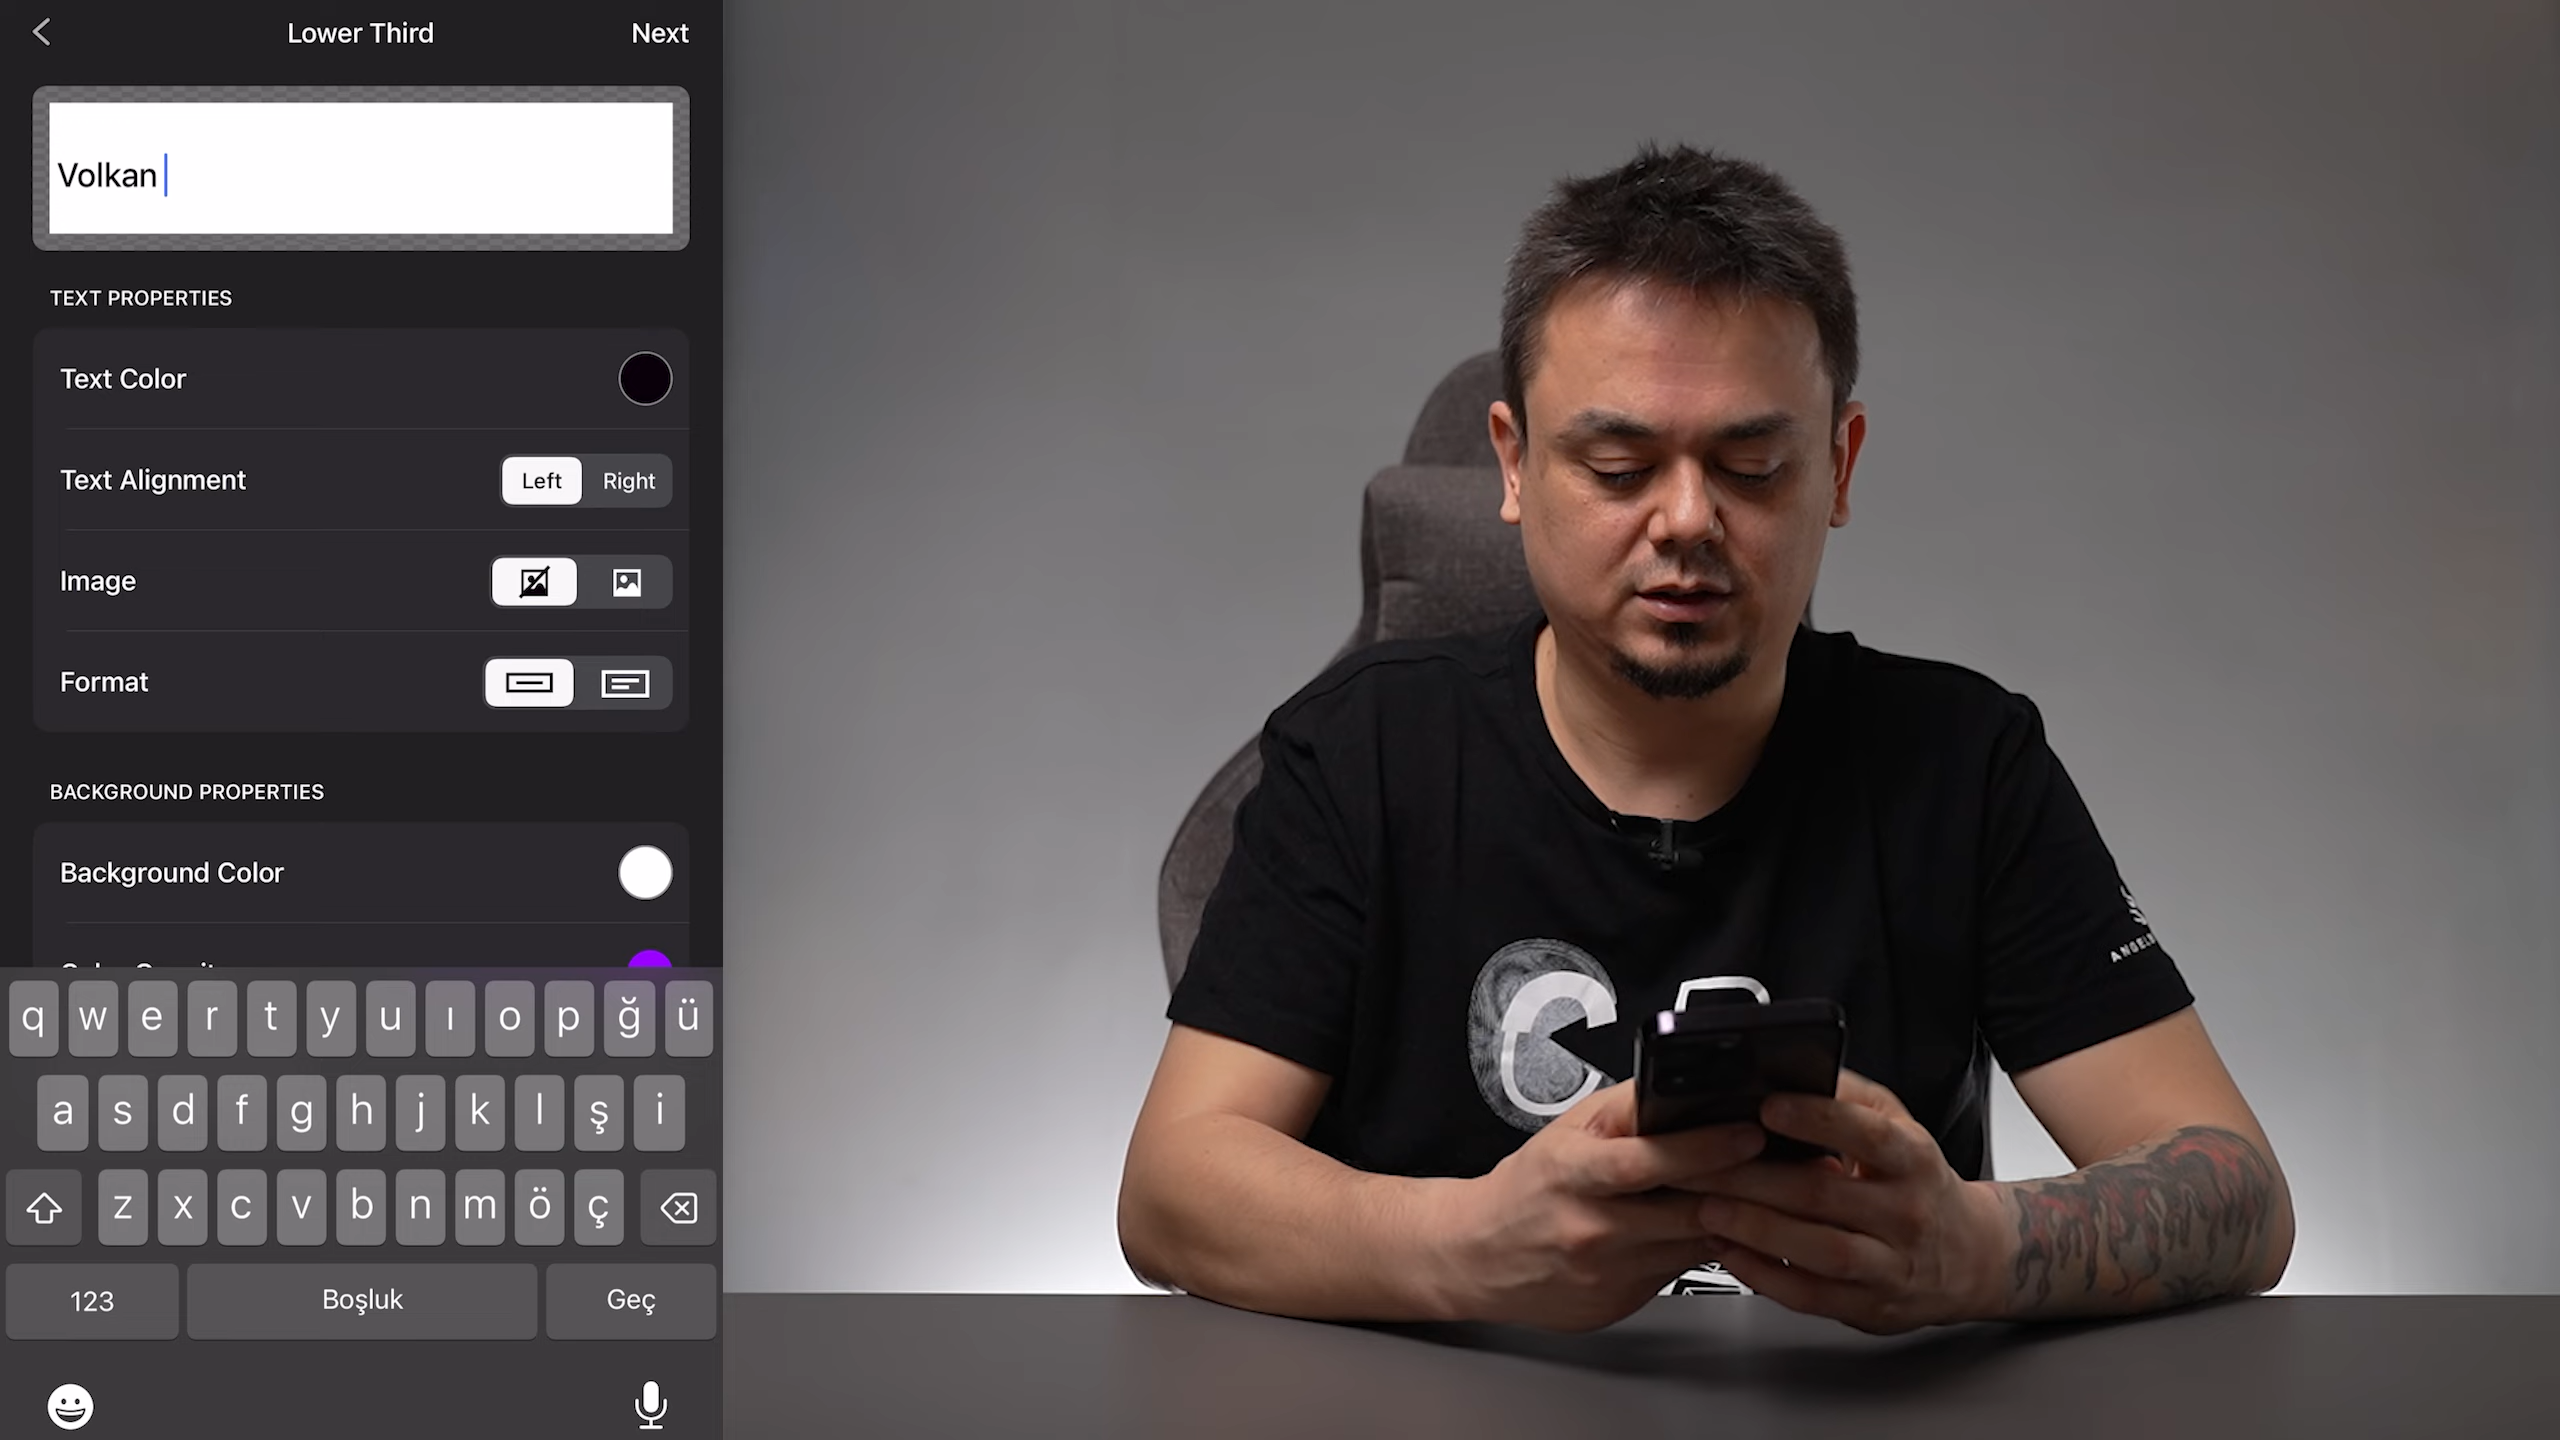 Lower Third
Next
Volkan
TEXT PROPERTIES
Text Color
Text Alignment
Left
Right
Image
Format
BACKGROUND PROPERTIES
Background Color
q w e r t y u ı o p ğ ü
a s d f g h j k l ş i
z x c v b n m ö ç
123
Boşluk
Geç